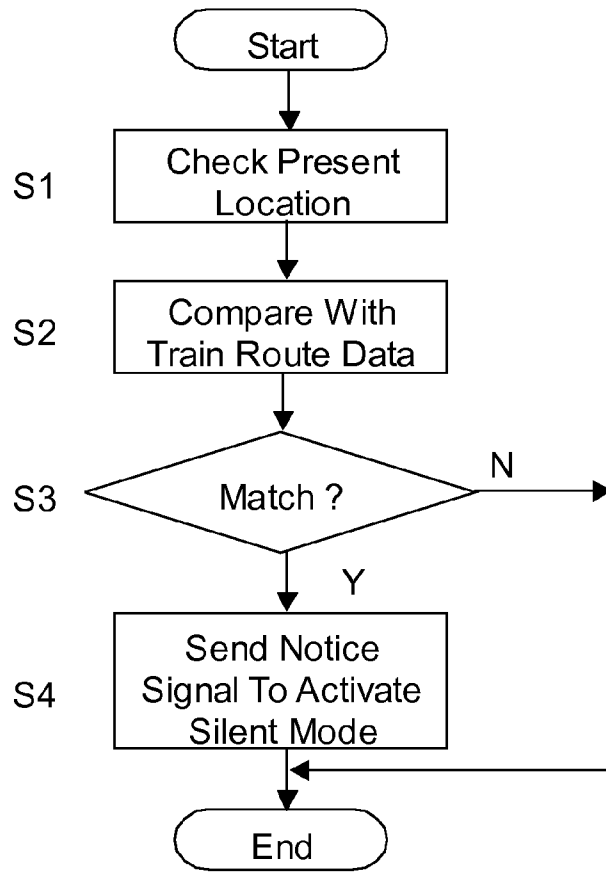 Start
S1
Check Present
Location
S2
Compare With
Train Route Data
S3
Match ?
N
Y
S4
Send Notice
Signal To Activate
Silent Mode
End